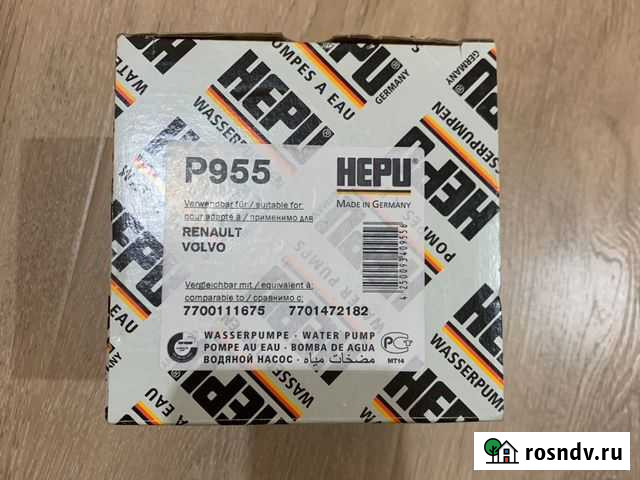 P955
HEPU®
MADE IN GERMANY
Verwendbar für / suitable for:
pour adapté à / применимо для
RENAULT
VOLVO
Vergleichbar mit / equivalent à:
comparable to / сравнимо с:
7700111675 7701472182
WASSERPUMPE - WATER PUMP
POMPE AU EAU - BOMBA DE AGUA
ВОДЯНОЙ НАСОС - مضخات مياه
MT14
HEPU
GERMANY
POMPES A EAU
WASSERPUMPEN
WATER PUMPS
rosndv.ru